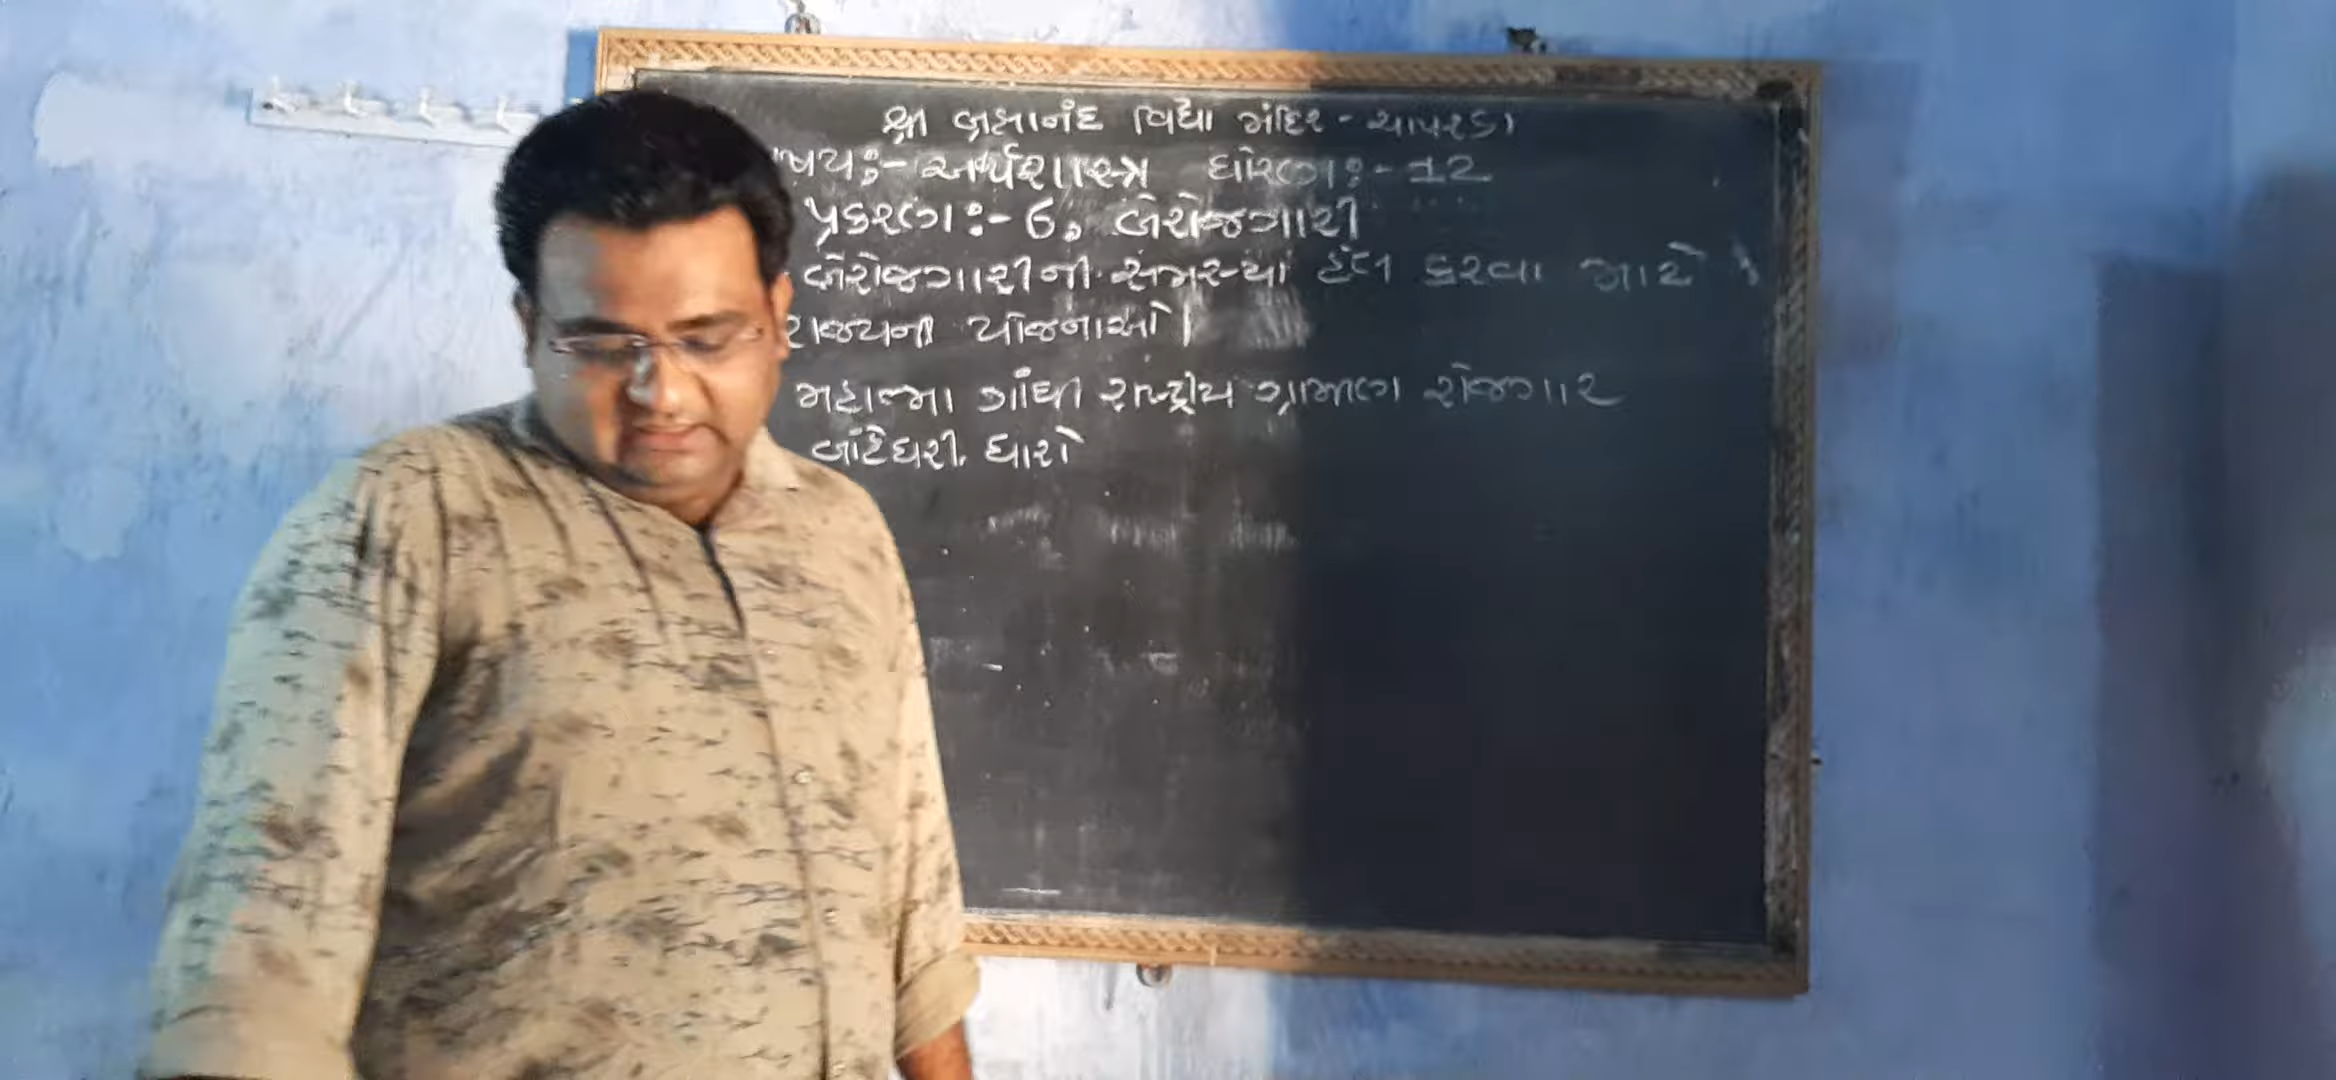 શ્રી બ્રહ્માનંદ વિદ્યા મંદિર - ચાપરડા
ષય:- અર્થશાસ્ત્ર ધોરણ:- 12
પ્રકરણ:- 6. બેરોજગારી
બેરોજગારીની સમસ્યા હલ કરવા માટે
રાજ્યની યોજનાઓ
મહાત્મા ગાંધી રાષ્ટ્રીય ગ્રામીણ રોજગાર
બાંહેધરી ધારો